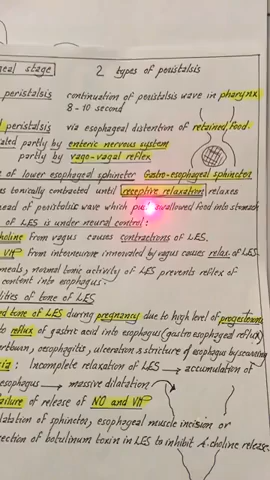 geal stage 2 types of peristalsis
peristalsis continuation of peristalsis wave in pharynx
8 - 10 second
peristalsis via esophageal distention of retained food
ated partly by enteric nervous system
partly by vago-vagal reflex
of lower esophageal sphincter Gastro-esophageal sphincter
s tonically contracted until receptive relaxation relaxes
head of peristaltic wave which push swallowed food into stomach
of LES is under neural control:
choline from vagus causes contractions of LES.
VIP from interneurone innervated by vagus causes relax. of LES
meals, normal tonic activity of LES prevents reflex of
content into esophagus.
lities of tone of LES
ed tone of LES during pregnancy due to high level of progesterone
to reflux of gastric acid into esophagus (gastro esophageal reflux)
rtburn, oesophagitis, ulceration & stricture of esophagus by scarring
sia: Incomplete relaxation of LES → accumulation of
esophagus → massive dilatation
failure of release of NO and VIP
latation of sphincter, esophageal muscle incision or
ection of botulinum toxin in LES to inhibit A.choline release.